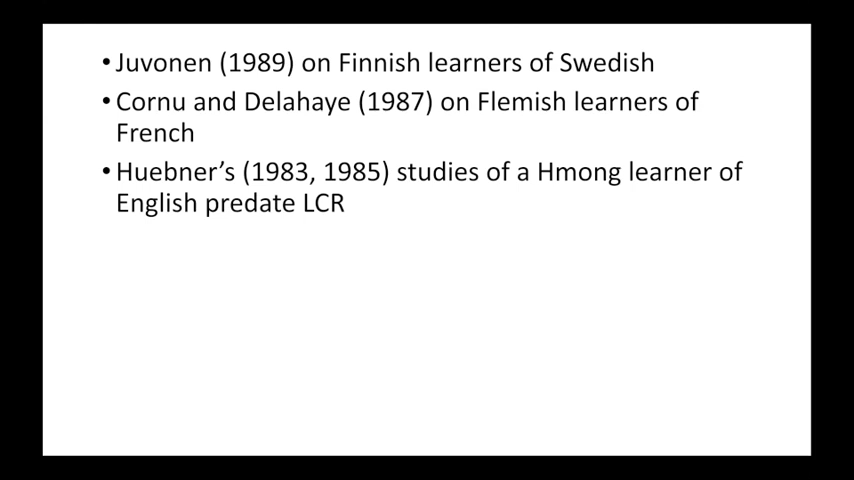 • Juvonen (1989) on Finnish learners of Swedish
• Cornu and Delahaye (1987) on Flemish learners of
French
• Huebner’s (1983, 1985) studies of a Hmong learner of
English predate LCR